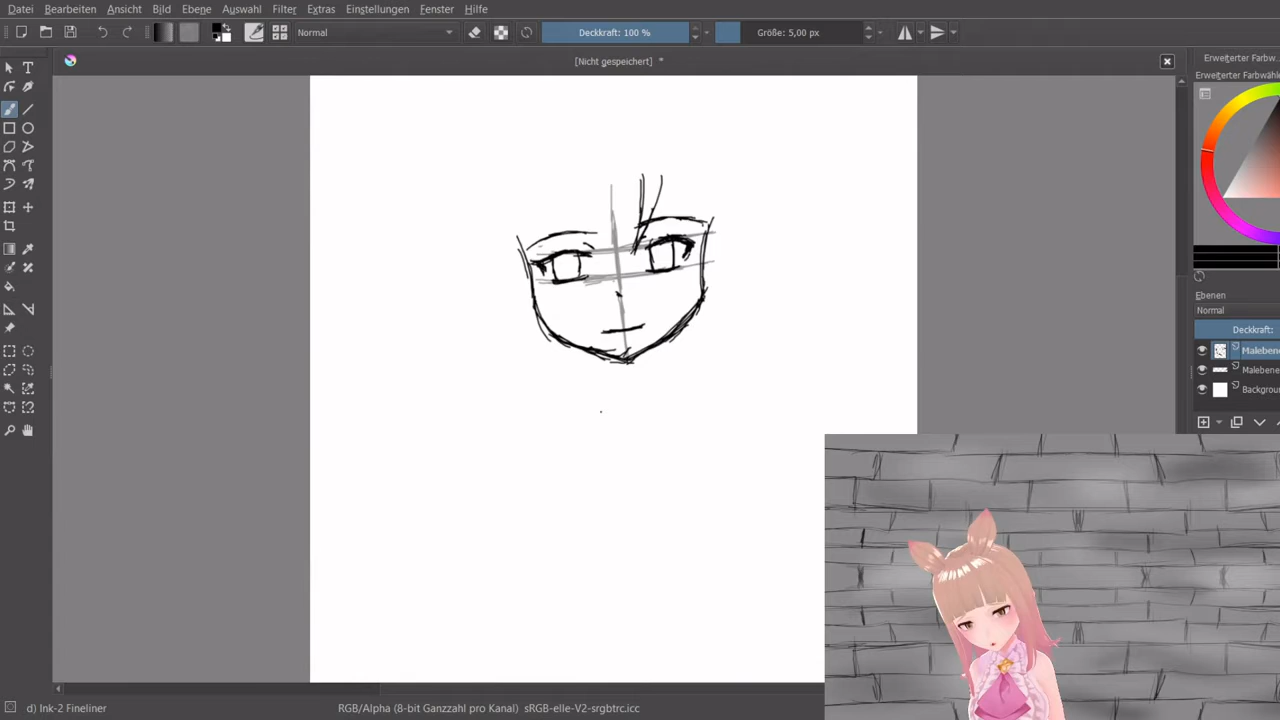 Datei Bearbeiten Ansicht Bild Ebene Auswahl Filter Extras Einstellungen Fenster Hilfe
Normal Deckkraft: 100 % Größe: 5,00 px
[Nicht gespeichert] *
Erweiterter Farbw...
Erweiterter Farbwähle
Ebenen
Normal
Deckkraft:
Malebene
Malebene
Backgroun
d) Ink-2 Fineliner
RGB/Alpha (8-bit Ganzzahl pro Kanal) sRGB-elle-V2-srgbtrc.icc